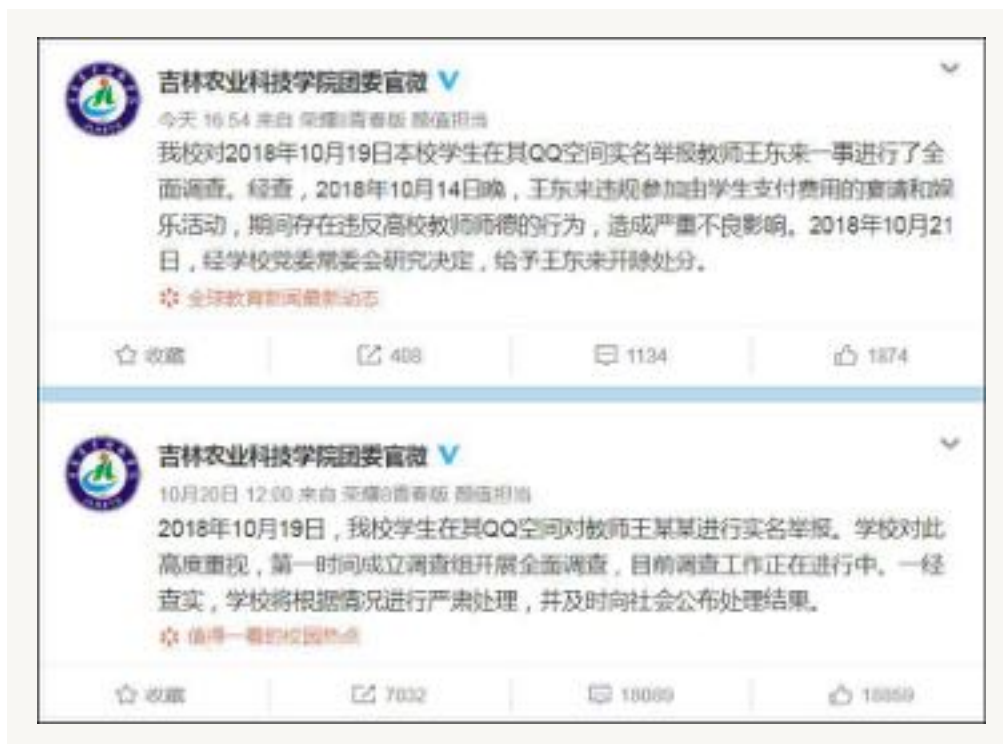 吉林农业科技学院团委官微
今天 16:54 来自 荣耀8青春版 颜值担当
我校对2018年10月19日本校学生在其QQ空间实名举报教师王东来一事进行了全
面调查。经查，2018年10月14日晚，王东来违规参加由学生支付费用的宴请和娱
乐活动，期间存在违反高校教师师德的行为，造成严重不良影响。2018年10月21
日，经学校党委常委会研究决定，给予王东来开除处分。
全球教育新闻最新动态
收藏 408 1134 1874
吉林农业科技学院团委官微
10月20日 12:00 来自 荣耀8青春版 颜值担当
2018年10月19日，我校学生在其QQ空间对教师王某某进行实名举报。学校对此
高度重视，第一时间成立调查组开展全面调查，目前调查工作正在进行中。一经
查实，学校将根据情况进行严肃处理，并及时向社会公布处理结果。
值得一看的校园热点
收藏 7032